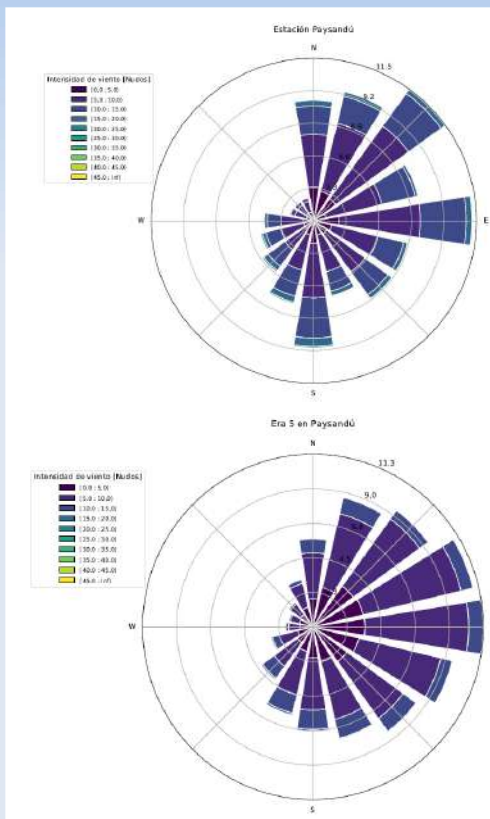 Estación Paysandú
N
11.5
Intensidad de viento [Nudos]
9.2
[0.0 : 5.0)
[5.0 : 10.0)
[10.0 : 15.0)
[15.0 : 20.0)
[20.0 : 25.0)
[25.0 : 30.0)
[30.0 : 35.0)
[35.0 : 40.0)
[40.0 : 45.0)
[45.0 : inf)
W
E
S
Era 5 en Paysandú
N
11.3
Intensidad de viento [Nudos]
9.0
[0.0 : 5.0)
[5.0 : 10.0)
[10.0 : 15.0)
[15.0 : 20.0)
[20.0 : 25.0)
[25.0 : 30.0)
[30.0 : 35.0)
[35.0 : 40.0)
[40.0 : 45.0)
[45.0 : inf)
4.5
W
S